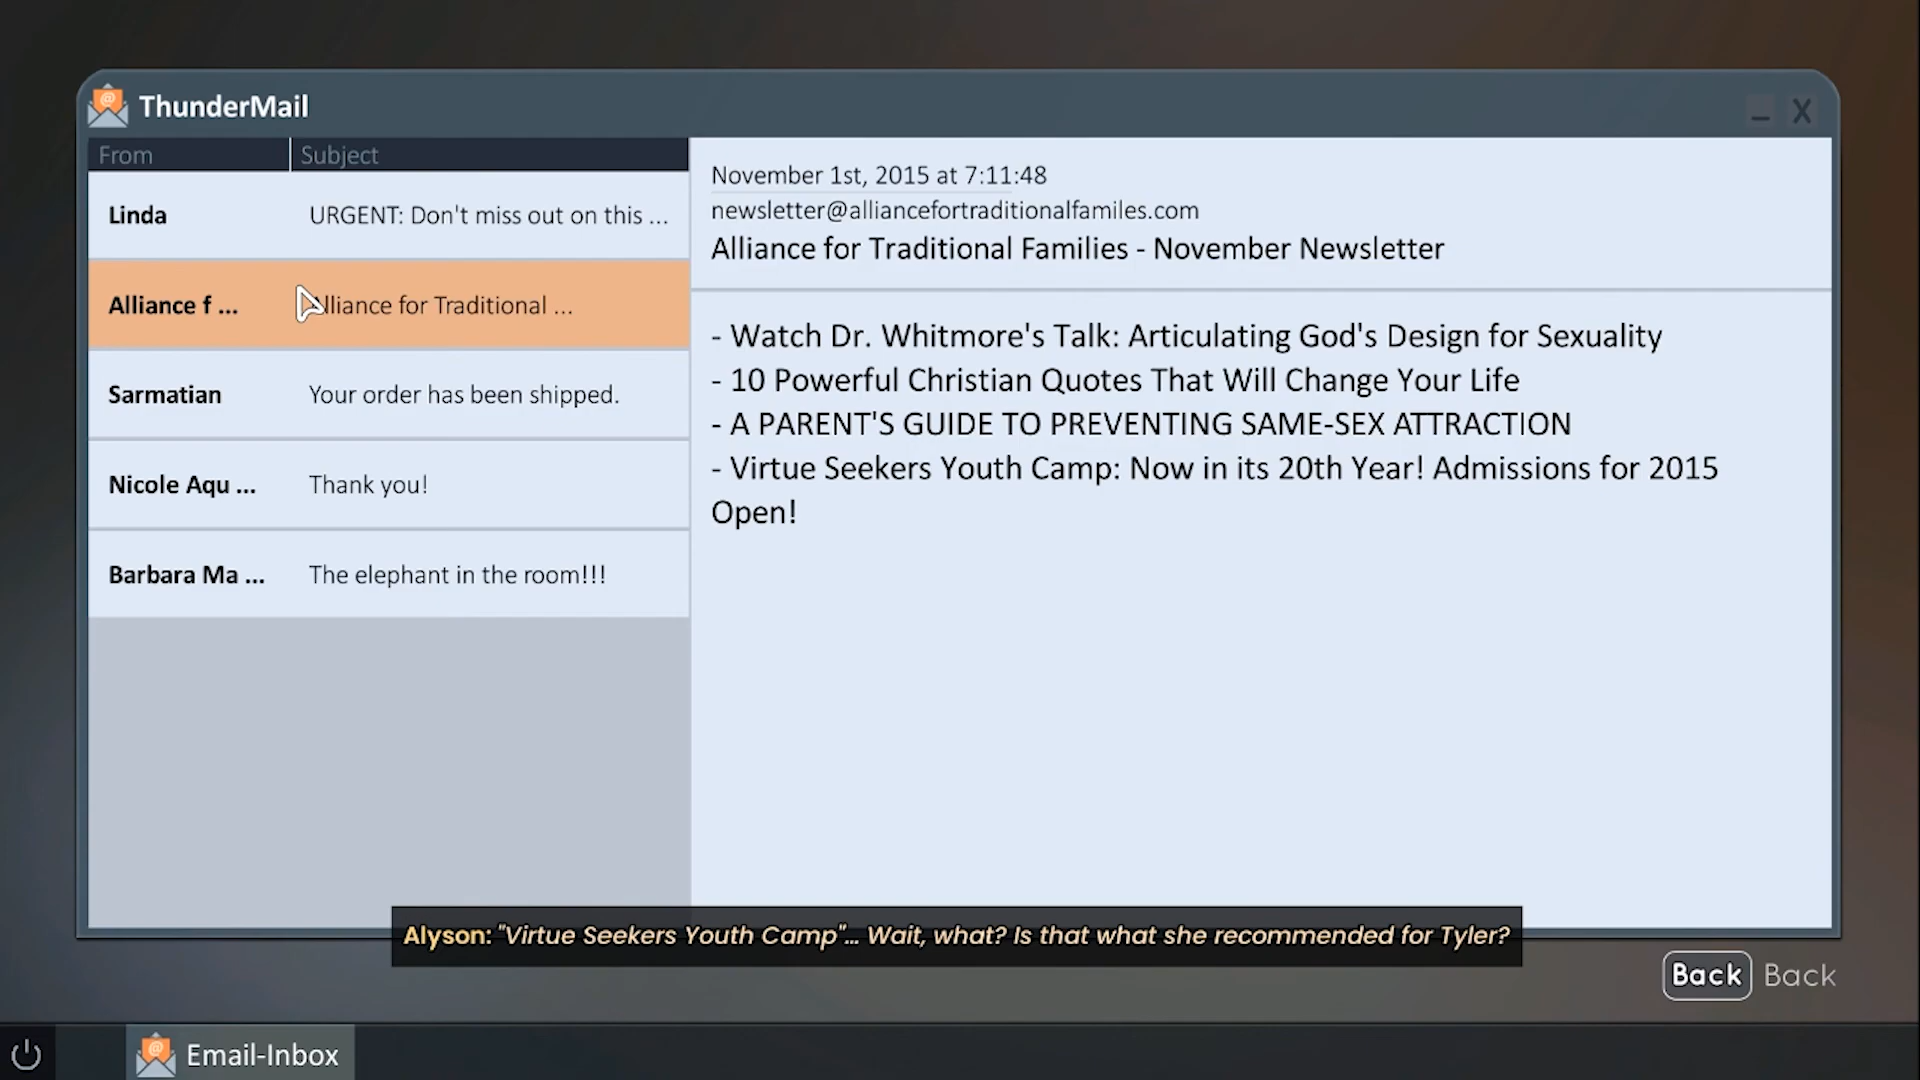 ThunderMail
_ X
From Subject
Linda URGENT: Don't miss out on this ...
Alliance f ... Alliance for Traditional ...
Sarmatian Your order has been shipped.
Nicole Aqu ... Thank you!
Barbara Ma ... The elephant in the room!!!
November 1st, 2015 at 7:11:48
newsletter@alliancefortraditionalfamiles.com
Alliance for Traditional Families - November Newsletter
- Watch Dr. Whitmore's Talk: Articulating God's Design for Sexuality
- 10 Powerful Christian Quotes That Will Change Your Life
- A PARENT'S GUIDE TO PREVENTING SAME-SEX ATTRACTION
- Virtue Seekers Youth Camp: Now in its 20th Year! Admissions for 2015
Open!
Alyson: "Virtue Seekers Youth Camp"... Wait, what? Is that what she recommended for Tyler?
Back Back
Email-Inbox